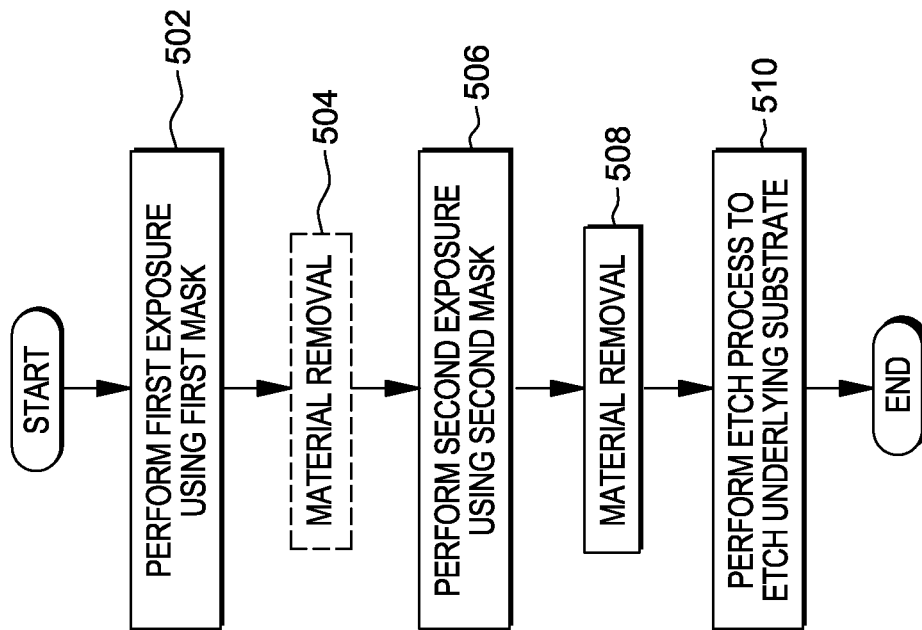 START
PERFORM FIRST EXPOSURE
USING FIRST MASK
502
MATERIAL REMOVAL
504
PERFORM SECOND EXPOSURE
USING SECOND MASK
506
MATERIAL REMOVAL
508
PERFORM ETCH PROCESS TO
ETCH UNDERLYING SUBSTRATE
510
END